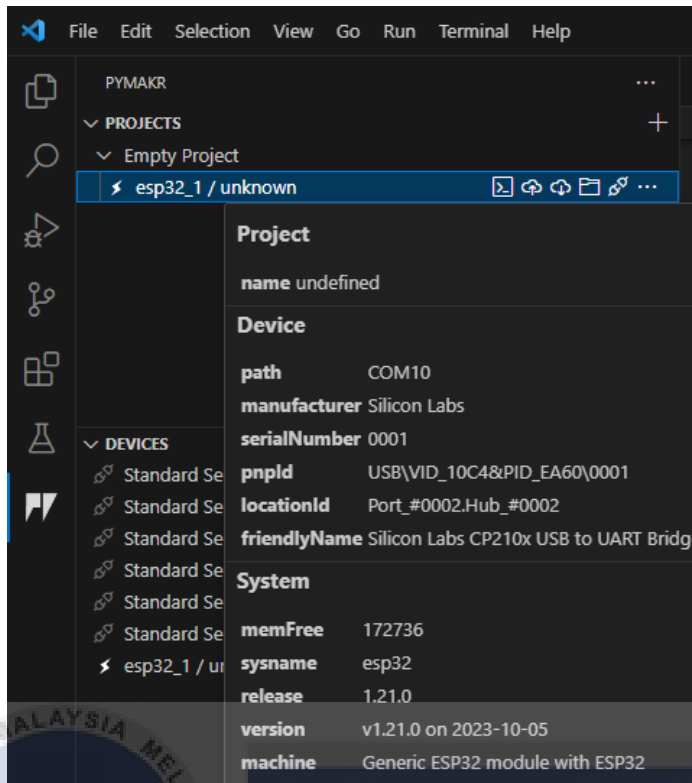 File Edit Selection View Go Run Terminal Help
PYMAKR
PROJECTS
Empty Project
esp32_1 / unknown
Project
name undefined
Device
path COM10
manufacturer Silicon Labs
serialNumber 0001
pnpId USB\VID_10C4&PID_EA60\0001
locationId Port_#0002.Hub_#0002
friendlyName Silicon Labs CP210x USB to UART Bridg
System
memFree 172736
sysname esp32
release 1.21.0
version v1.21.0 on 2023-10-05
machine Generic ESP32 module with ESP32
DEVICES
Standard Se
Standard Se
Standard Se
Standard Se
Standard Se
Standard Se
esp32_1 / un
ALAYSIA